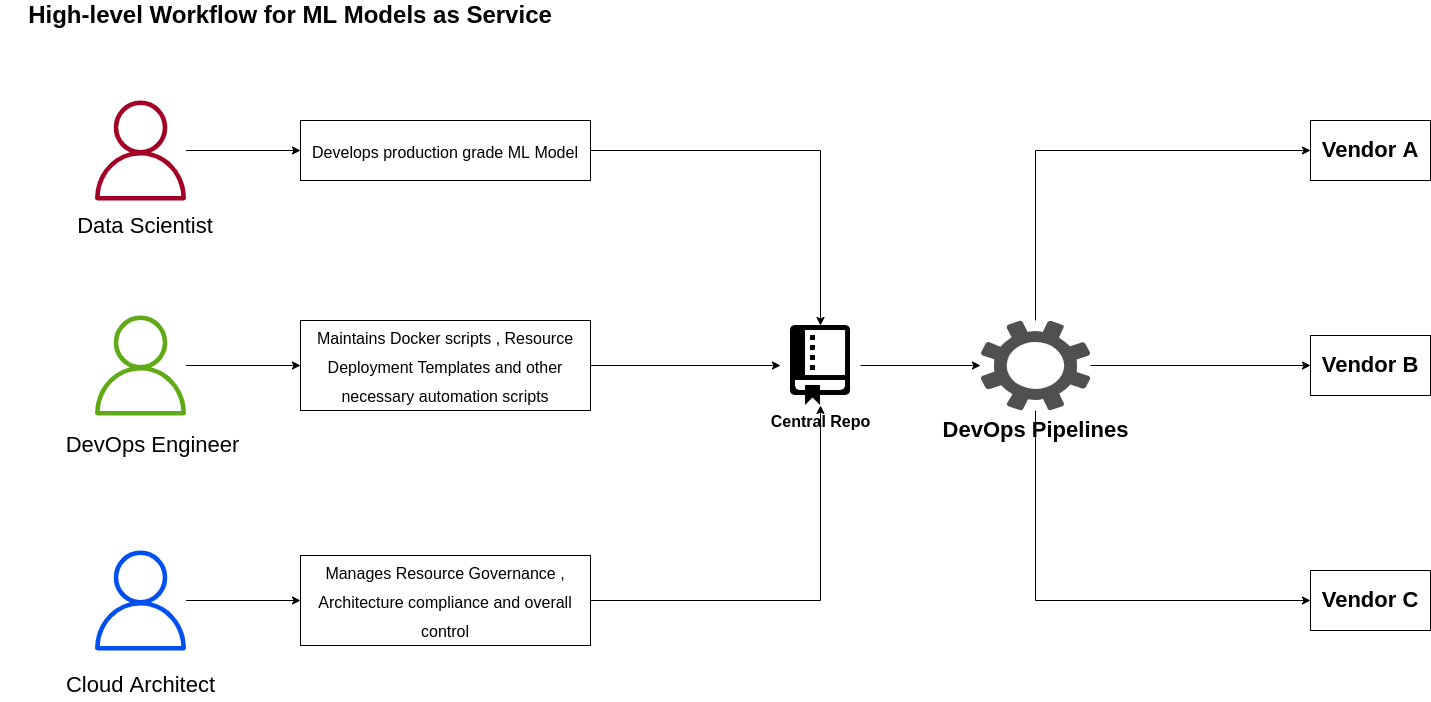 High-level Workflow for ML Models as Service
Develops production grade ML Model
Vendor A
Data Scientist
Maintains Docker scripts , Resource
Deployment Templates and other
necessary automation scripts
Vendor B
Central Repo
DevOps Pipelines
DevOps Engineer
Manages Resource Governance ,
Architecture compliance and overall
control
Vendor C
Cloud Architect